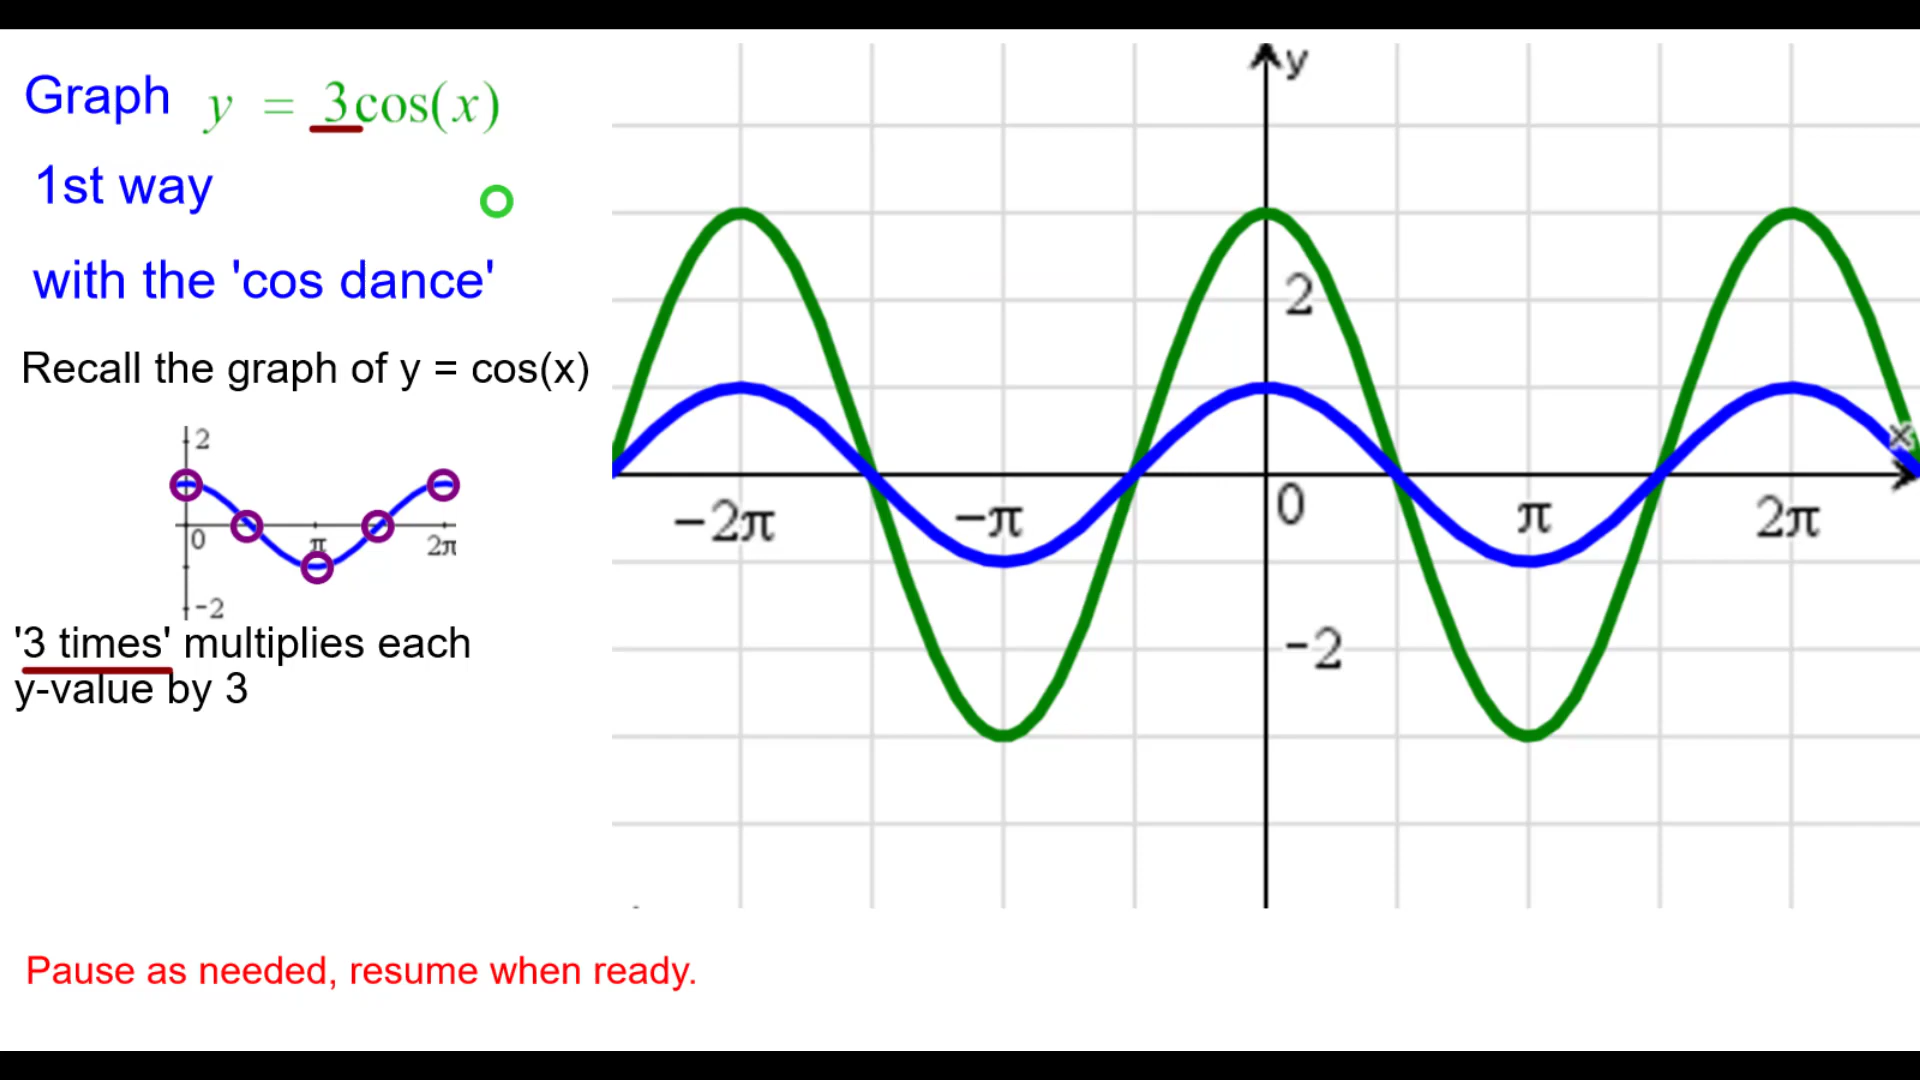 Graph y = 3cos(x)
1st way
with the 'cos dance'
Recall the graph of y = cos(x)
2
0
π
2π
-2
'3 times' multiplies each
y-value by 3
y
2
-2π
-π
0
π
2π
x
-2
Pause as needed, resume when ready.